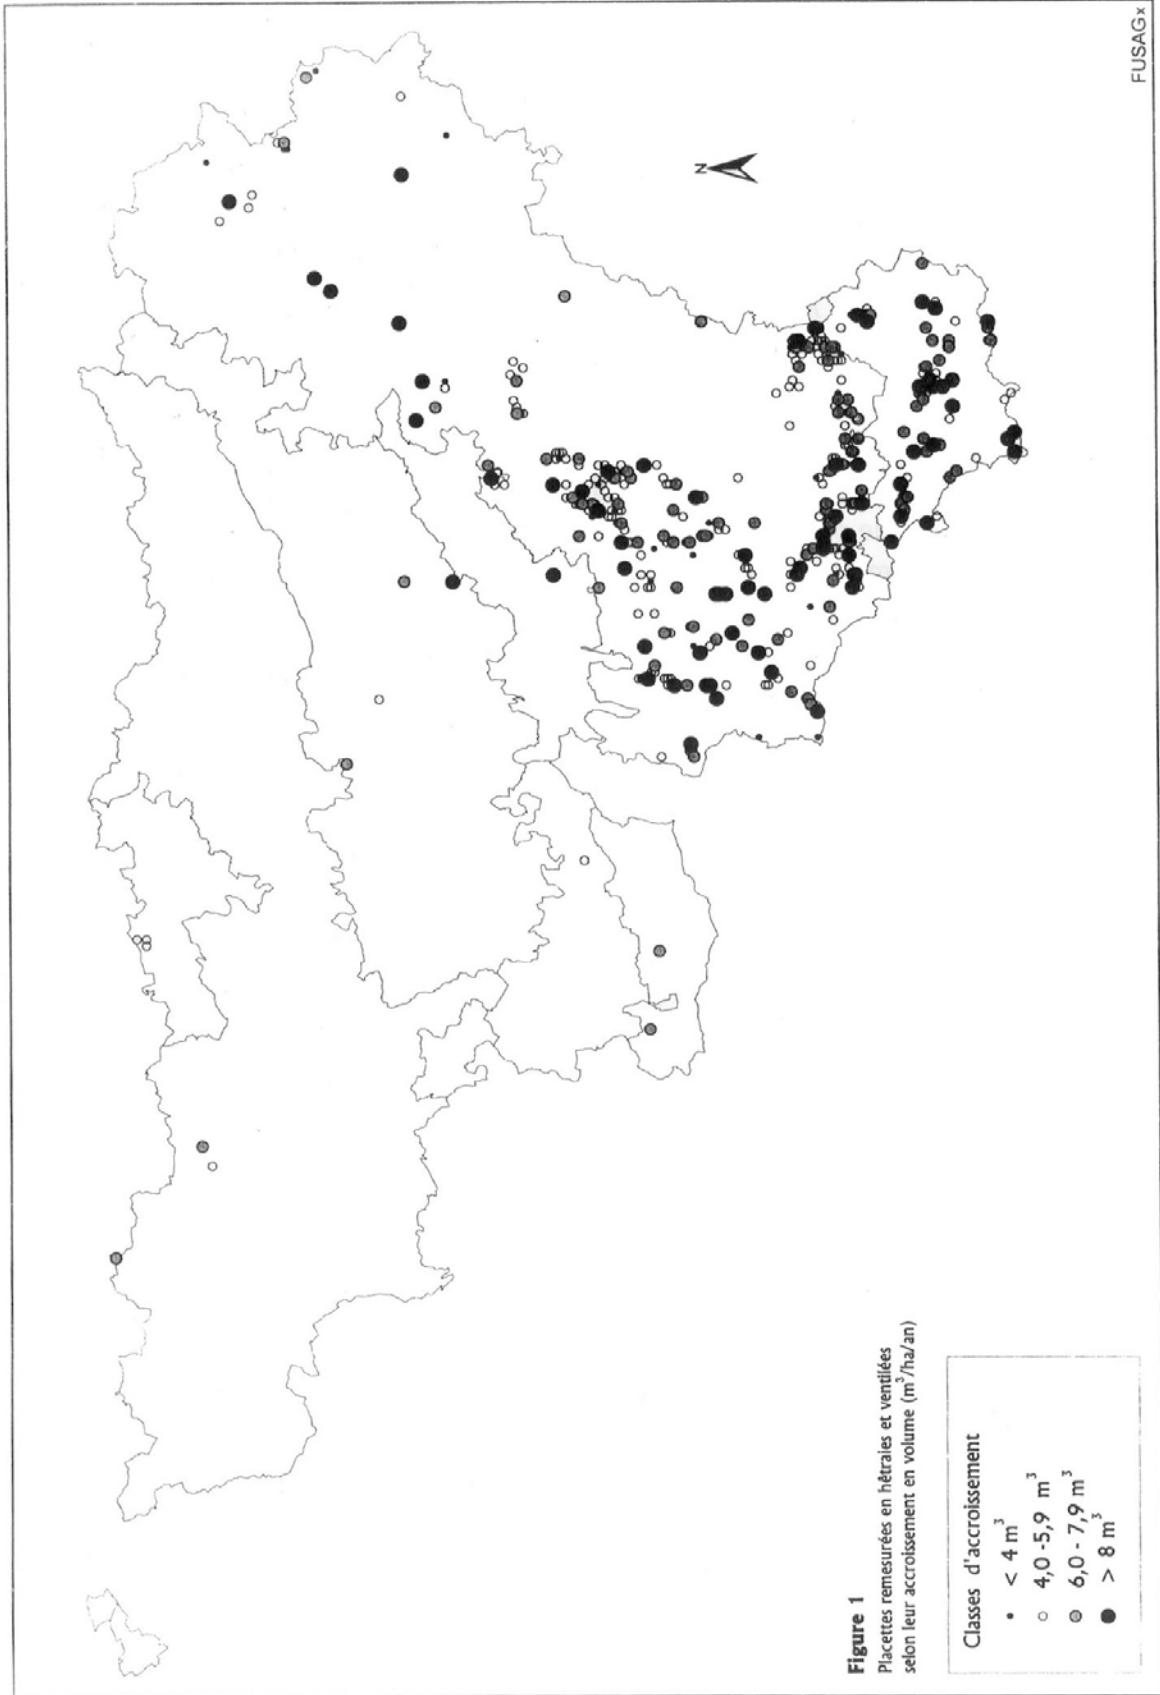 FUSAGx
N
Figure 1
Placettes remesurées en hêtraies et ventilées
selon leur accroissement en volume (m³/ha/an)
Classes d'accroissement
< 4 m³
4,0 -5,9 m³
6,0 - 7,9 m³
> 8 m³